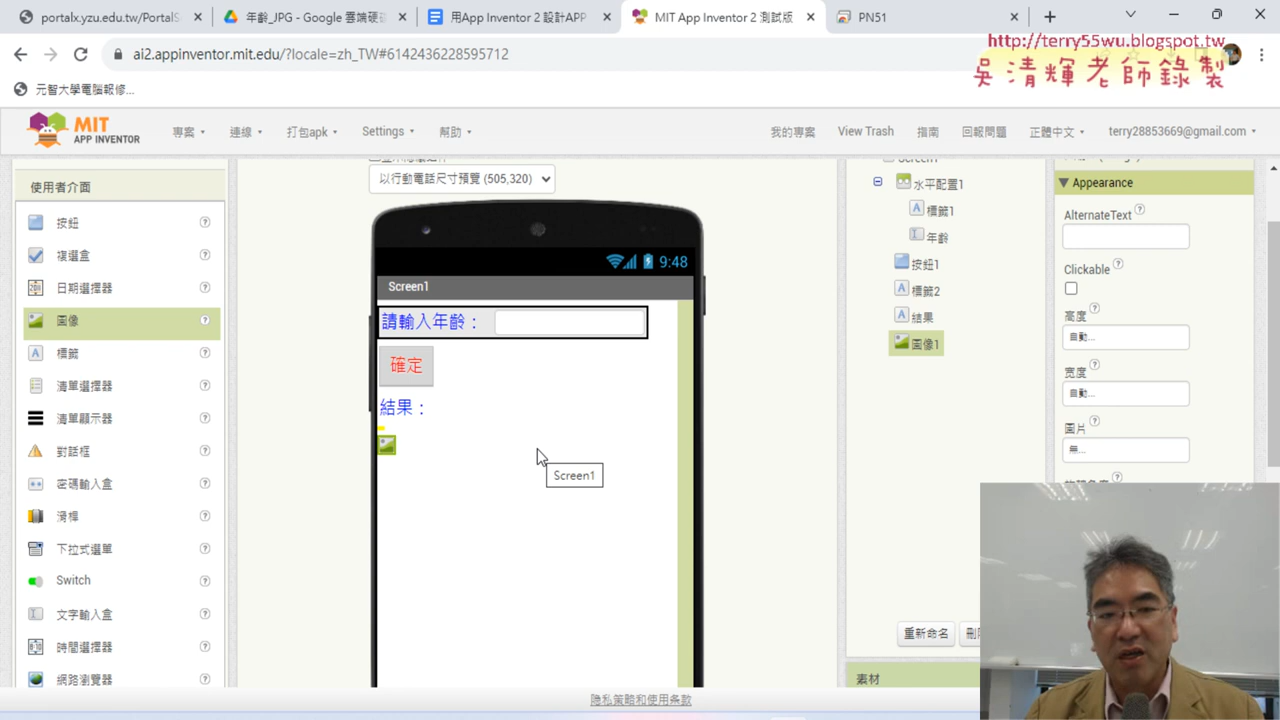 portalx.yzu.edu.tw/PortalS
年齡_JPG - Google 雲端硬碟
用App Inventor 2 設計APP
MIT App Inventor 2 測試版
PN51
ai2.appinventor.mit.edu/?locale=zh_TW#6142436228595712
http://terry55wu.blogspot.tw
吳清輝老師錄製
元智大學電腦報修...
MIT
APP INVENTOR
專案
連線
打包apk
Settings
幫助
我的專案
View Trash
指南
回報問題
正體中文
terry28853669@gmail.com
使用者介面
以行動電話尺寸預覽 (505,320)
Screen1
Appearance
按鈕
複選盒
日期選擇器
圖像
標籤
清單選擇器
清單顯示器
對話框
密碼輸入盒
滑桿
下拉式選單
Switch
文字輸入盒
時間選擇器
網路瀏覽器
9:48
Screen1
請輸入年齡：
確定
結果：
Screen1
水平配置1
標籤1
年齡
按鈕1
標籤2
結果
圖像1
重新命名
刪
素材
AlternateText
Clickable
高度
自動...
宽度
自動...
圖片
無...
隐私策略和使用条款